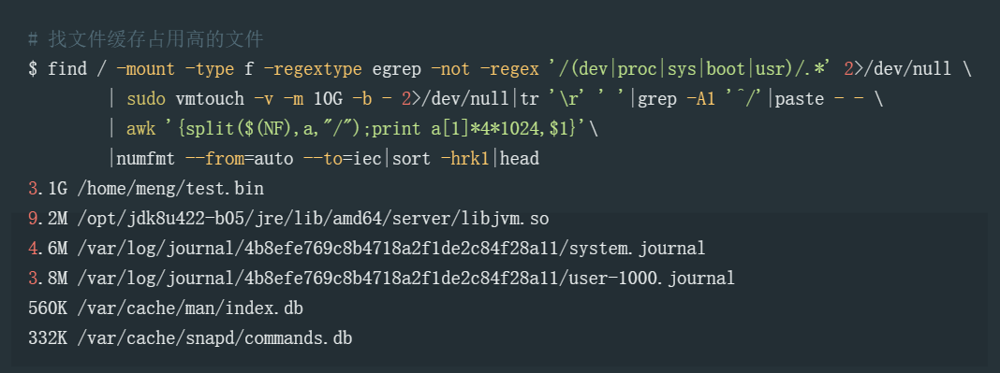 # 找文件缓存占用高的文件
$ find / -mount -type f -regextype egrep -not -regex '/(dev|proc|sys|boot|usr)/.*' 2>/dev/null \
| sudo vmtouch -v -m 10G -b - 2>/dev/null|tr '\r' ' '|grep -A1 '^/'|paste - - \
| awk '{split($(NF),a,"/");print a[1]*4*1024,$1}'\
|numfmt --from=auto --to=iec|sort -hrk1|head
3.1G /home/meng/test.bin
9.2M /opt/jdk8u422-b05/jre/lib/amd64/server/libjvm.so
4.6M /var/log/journal/4b8efe769c8b4718a2f1de2c84f28a11/system.journal
3.8M /var/log/journal/4b8efe769c8b4718a2f1de2c84f28a11/user-1000.journal
560K /var/cache/man/index.db
332K /var/cache/snapd/commands.db